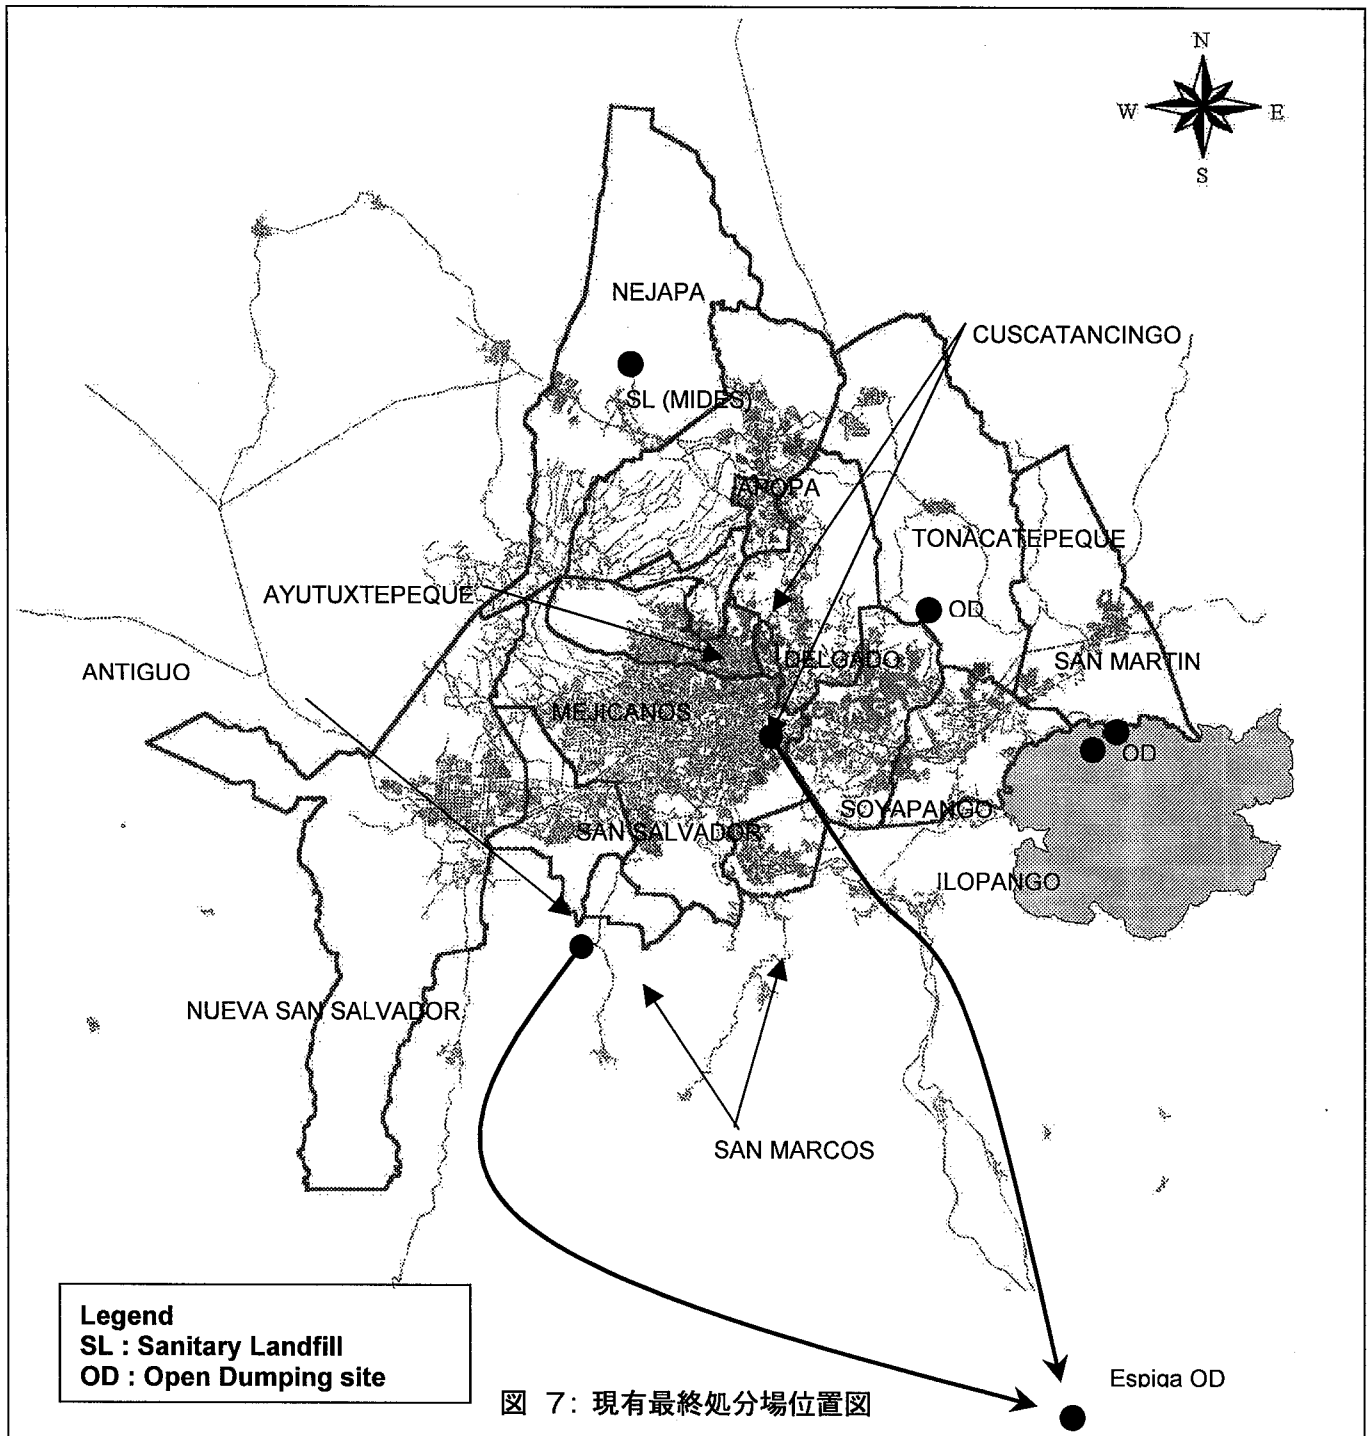 N
W E
S
NEJAPA
CUSCATANCINGO
SL (MIDES)
APOPA
TONACATEPEQUE
AYUTUXTEPEQUE
OD
DELGADO
SAN MARTIN
ANTIGUO
MEJICANOS
OD
SOYAPANGO
SAN SALVADOR
ILOPANGO
NUEVA SAN SALVADOR
SAN MARCOS
Legend
SL : Sanitary Landfill
OD : Open Dumping site
Espiga OD
図 7: 現有最終処分場位置図